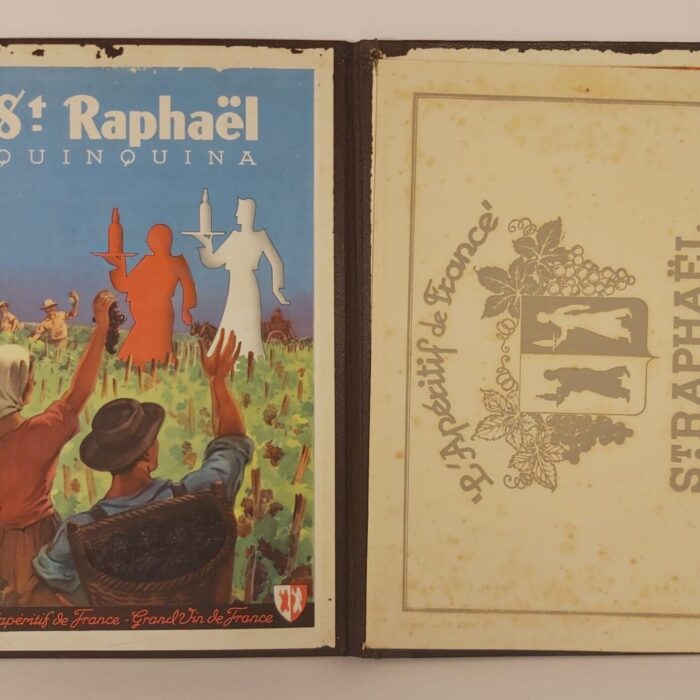 St Raphaël
QUINQUINA
apéritif de France - Grand Vin de France
"L'Apéritif de France"
ST. RAPHAËL